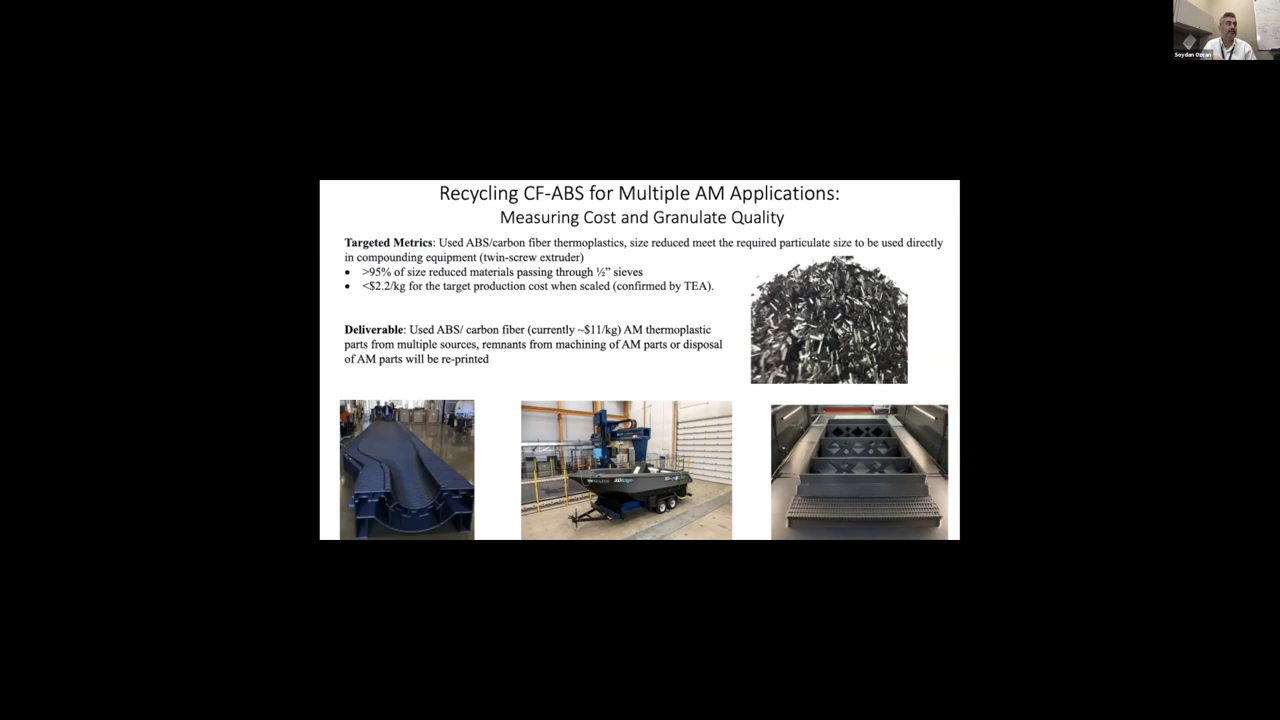 Soydan Ozcan
Recycling CF-ABS for Multiple AM Applications:
Measuring Cost and Granulate Quality
Targeted Metrics: Used ABS/carbon fiber thermoplastics, size reduced meet the required particulate size to be used directly
in compounding equipment (twin-screw extruder)
• >95% of size reduced materials passing through ½” sieves
• <$2.2/kg for the target production cost when scaled (confirmed by TEA).
Deliverable: Used ABS/ carbon fiber (currently ~$11/kg) AM thermoplastic
parts from multiple sources, remnants from machining of AM parts or disposal
of AM parts will be re-printed